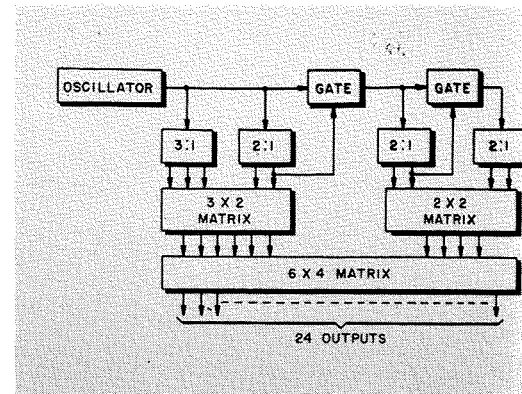 OSCILLATOR
GATE
GATE
3:1
2:1
2:1
2:1
3 X 2
MATRIX
2 X 2
MATRIX
6 X 4 MATRIX
24 OUTPUTS